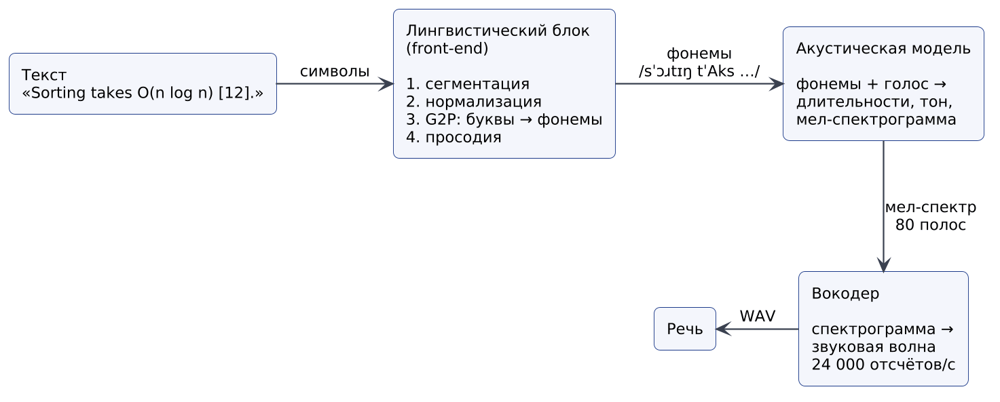 Текст
«Sorting takes O(n log n) [12].»
символы
Лингвистический блок
(front-end)
1. сегментация
2. нормализация
3. G2P: буквы → фонемы
4. просодия
фонемы
/sˈɔɹtɪŋ tˈAks …/
Акустическая модель
фонемы + голос →
длительности, тон,
мел-спектрограмма
мел-спектр
80 полос
Вокодер
спектрограмма →
звуковая волна
24 000 отсчётов/с
WAV
Речь